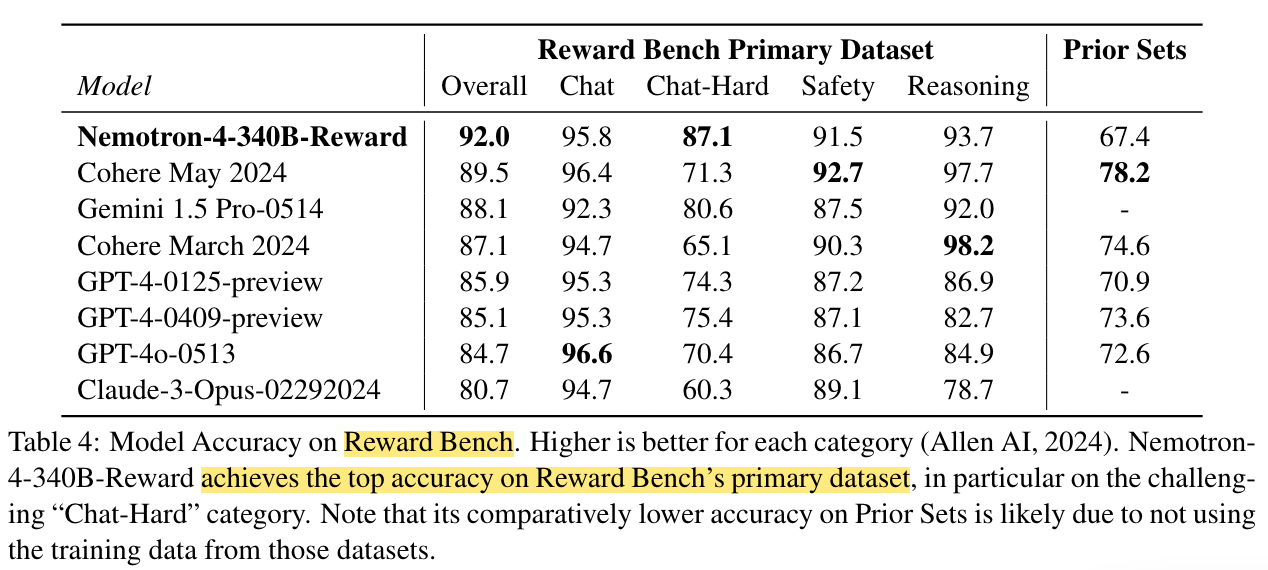 Reward Bench Primary Dataset Prior Sets
Model Overall Chat Chat-Hard Safety Reasoning
Nemotron-4-340B-Reward 92.0 95.8 87.1 91.5 93.7 67.4
Cohere May 2024 89.5 96.4 71.3 92.7 97.7 78.2
Gemini 1.5 Pro-0514 88.1 92.3 80.6 87.5 92.0 -
Cohere March 2024 87.1 94.7 65.1 90.3 98.2 74.6
GPT-4-0125-preview 85.9 95.3 74.3 87.2 86.9 70.9
GPT-4-0409-preview 85.1 95.3 75.4 87.1 82.7 73.6
GPT-4o-0513 84.7 96.6 70.4 86.7 84.9 72.6
Claude-3-Opus-02292024 80.7 94.7 60.3 89.1 78.7 -
Table 4: Model Accuracy on Reward Bench. Higher is better for each category (Allen AI, 2024). Nemotron-
4-340B-Reward achieves the top accuracy on Reward Bench's primary dataset, in particular on the challeng-
ing “Chat-Hard” category. Note that its comparatively lower accuracy on Prior Sets is likely due to not using
the training data from those datasets.